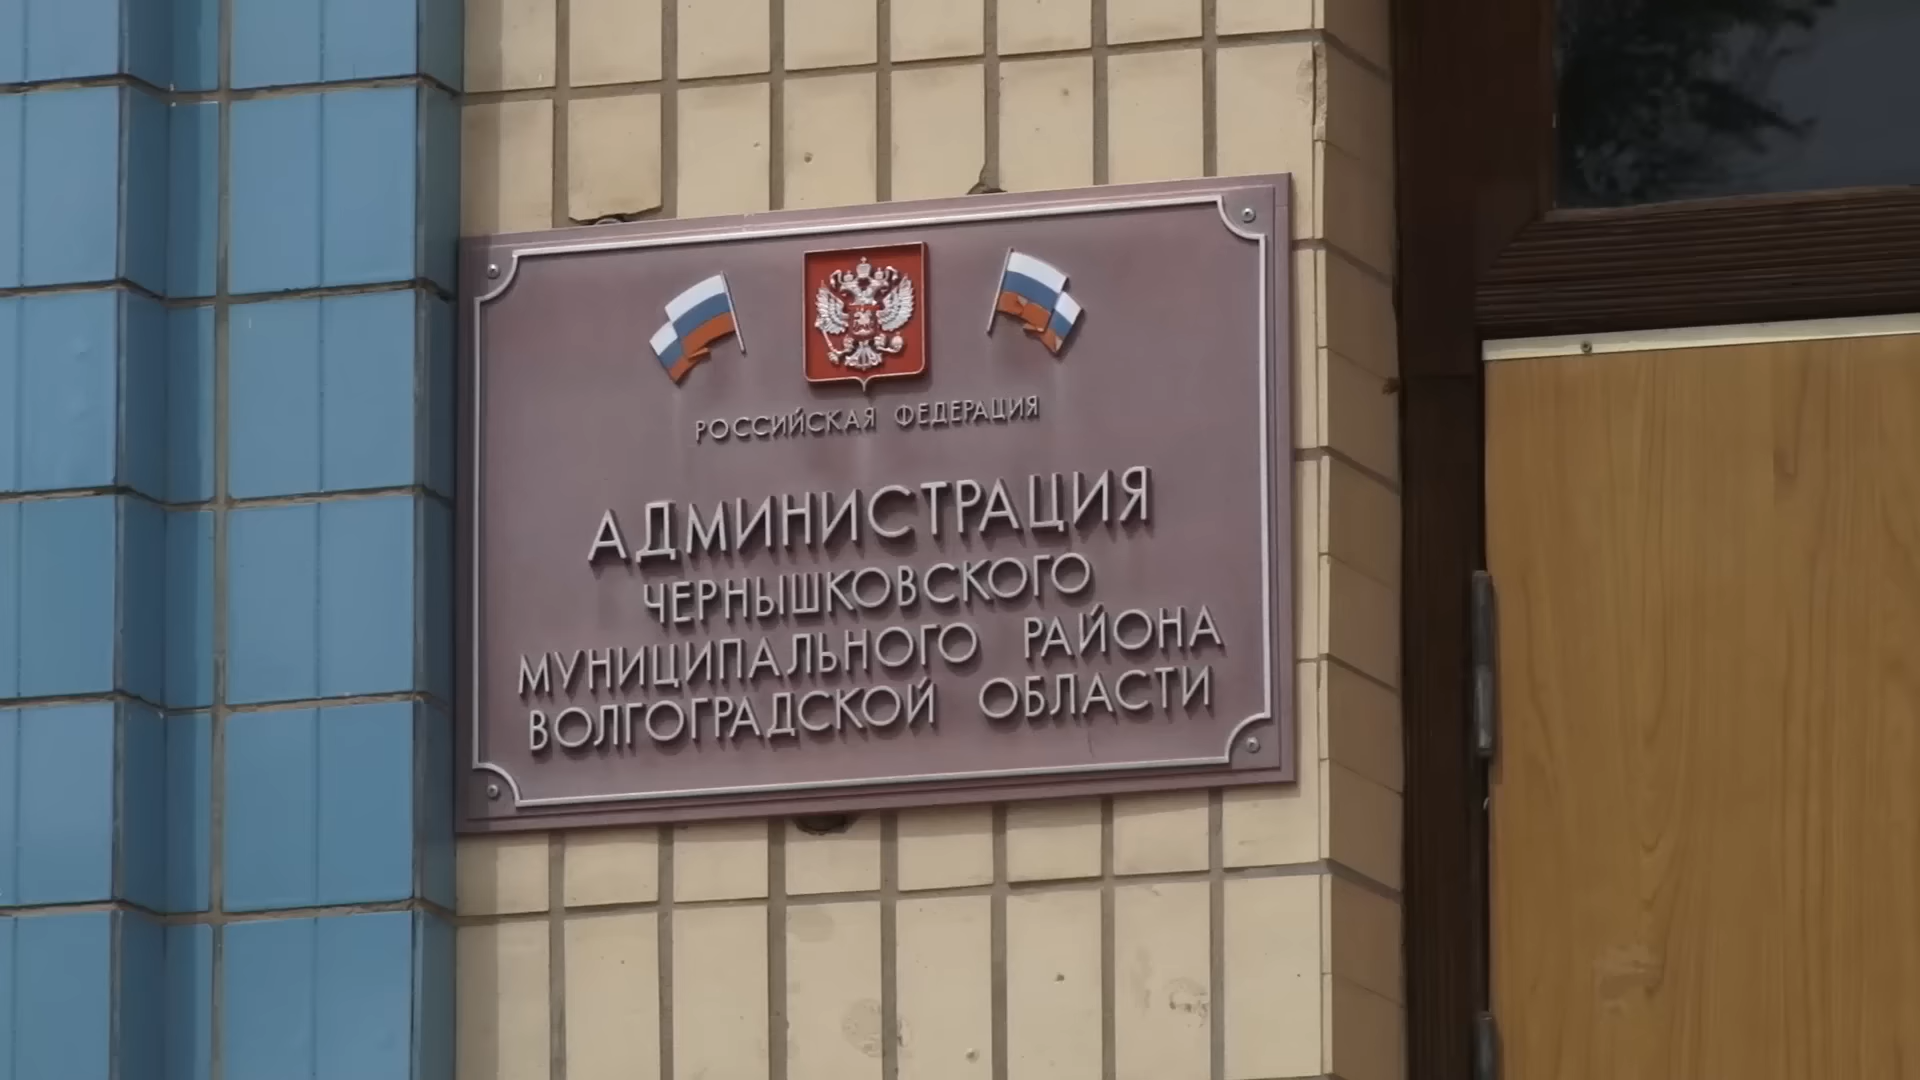 РОССИЙСКАЯ ФЕДЕРАЦИЯ
АДМИНИСТРАЦИЯ
ЧЕРНЫШКОВСКОГО
МУНИЦИПАЛЬНОГО РАЙОНА
ВОЛГОГРАДСКОЙ ОБЛАСТИ